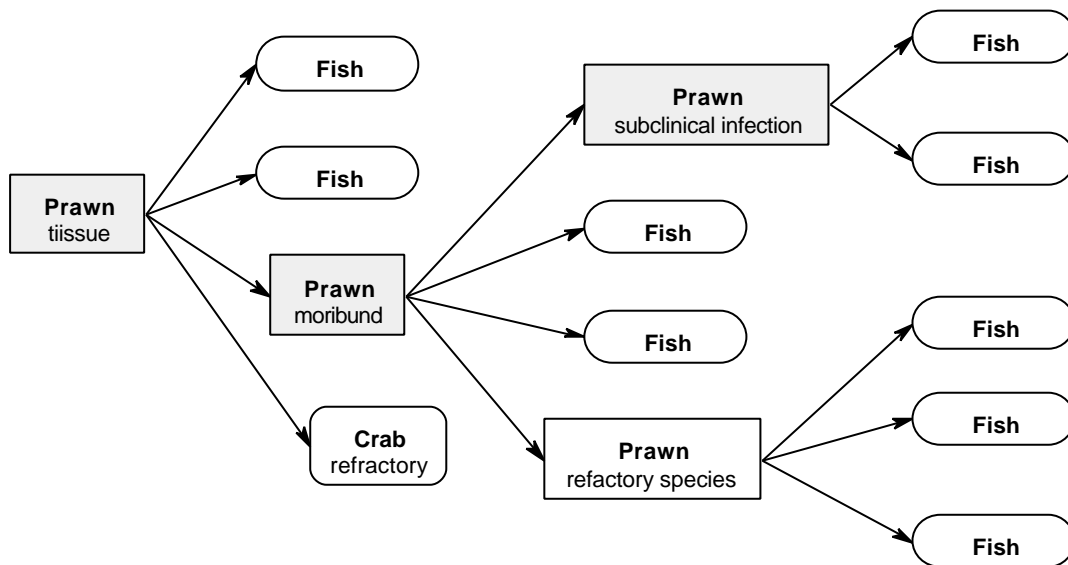 Fish
Fish
Prawn
tiissue
Prawn
moribund
Crab
refractory
Prawn
subclinical infection
Fish
Fish
Prawn
refactory species
Fish
Fish
Fish
Fish
Fish